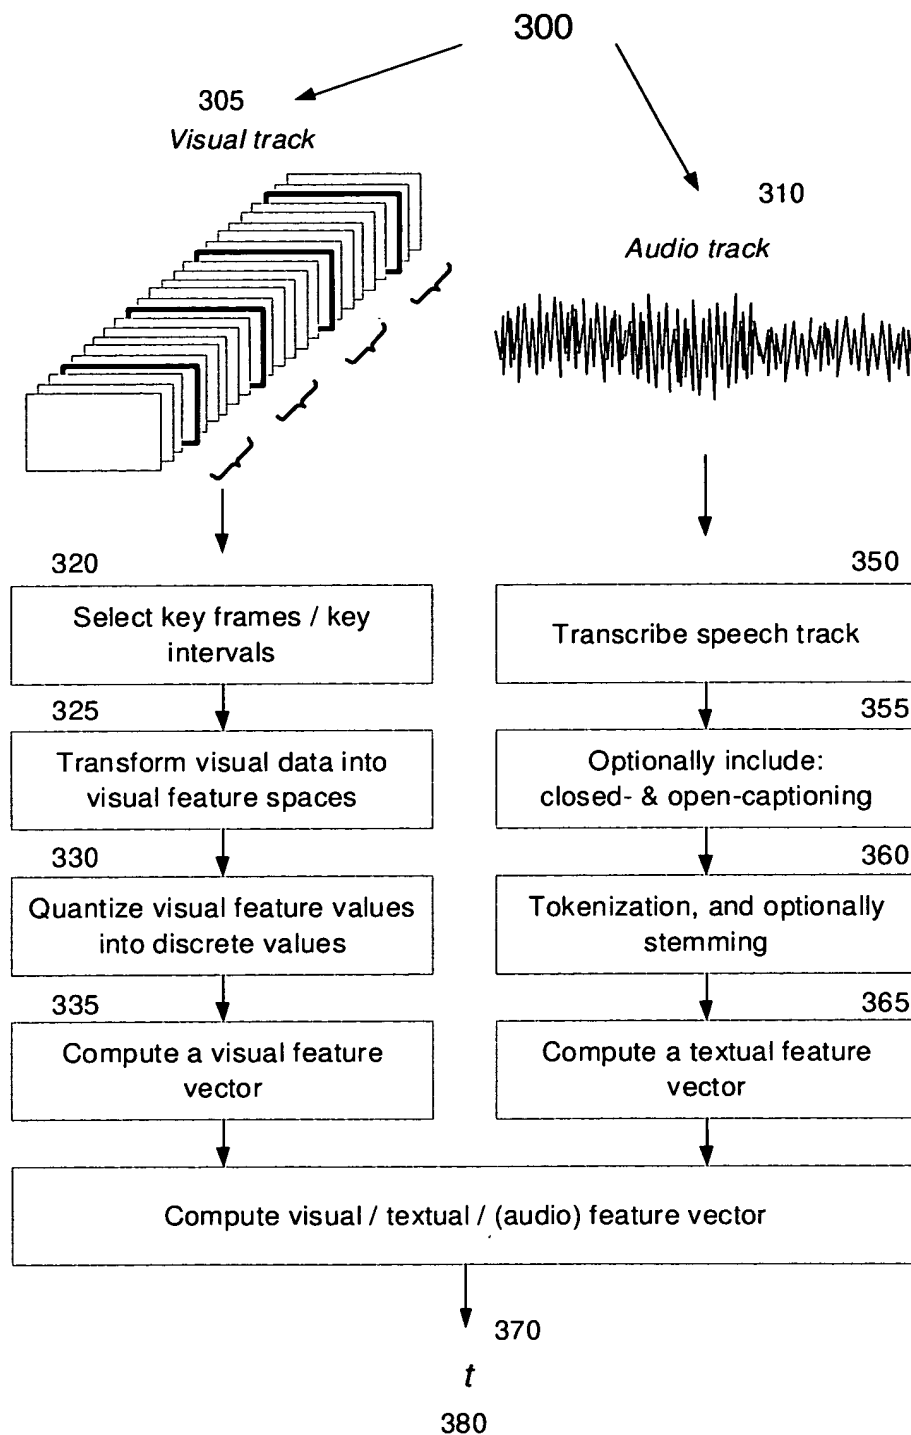 300
305
Visual track
310
Audio track
320
Select key frames / key
intervals
325
Transform visual data into
visual feature spaces
330
Quantize visual feature values
into discrete values
335
Compute a visual feature
vector
350
Transcribe speech track
355
Optionally include:
closed- & open-captioning
360
Tokenization, and optionally
stemming
365
Compute a textual feature
vector
Compute visual / textual / (audio) feature vector
370
t
380